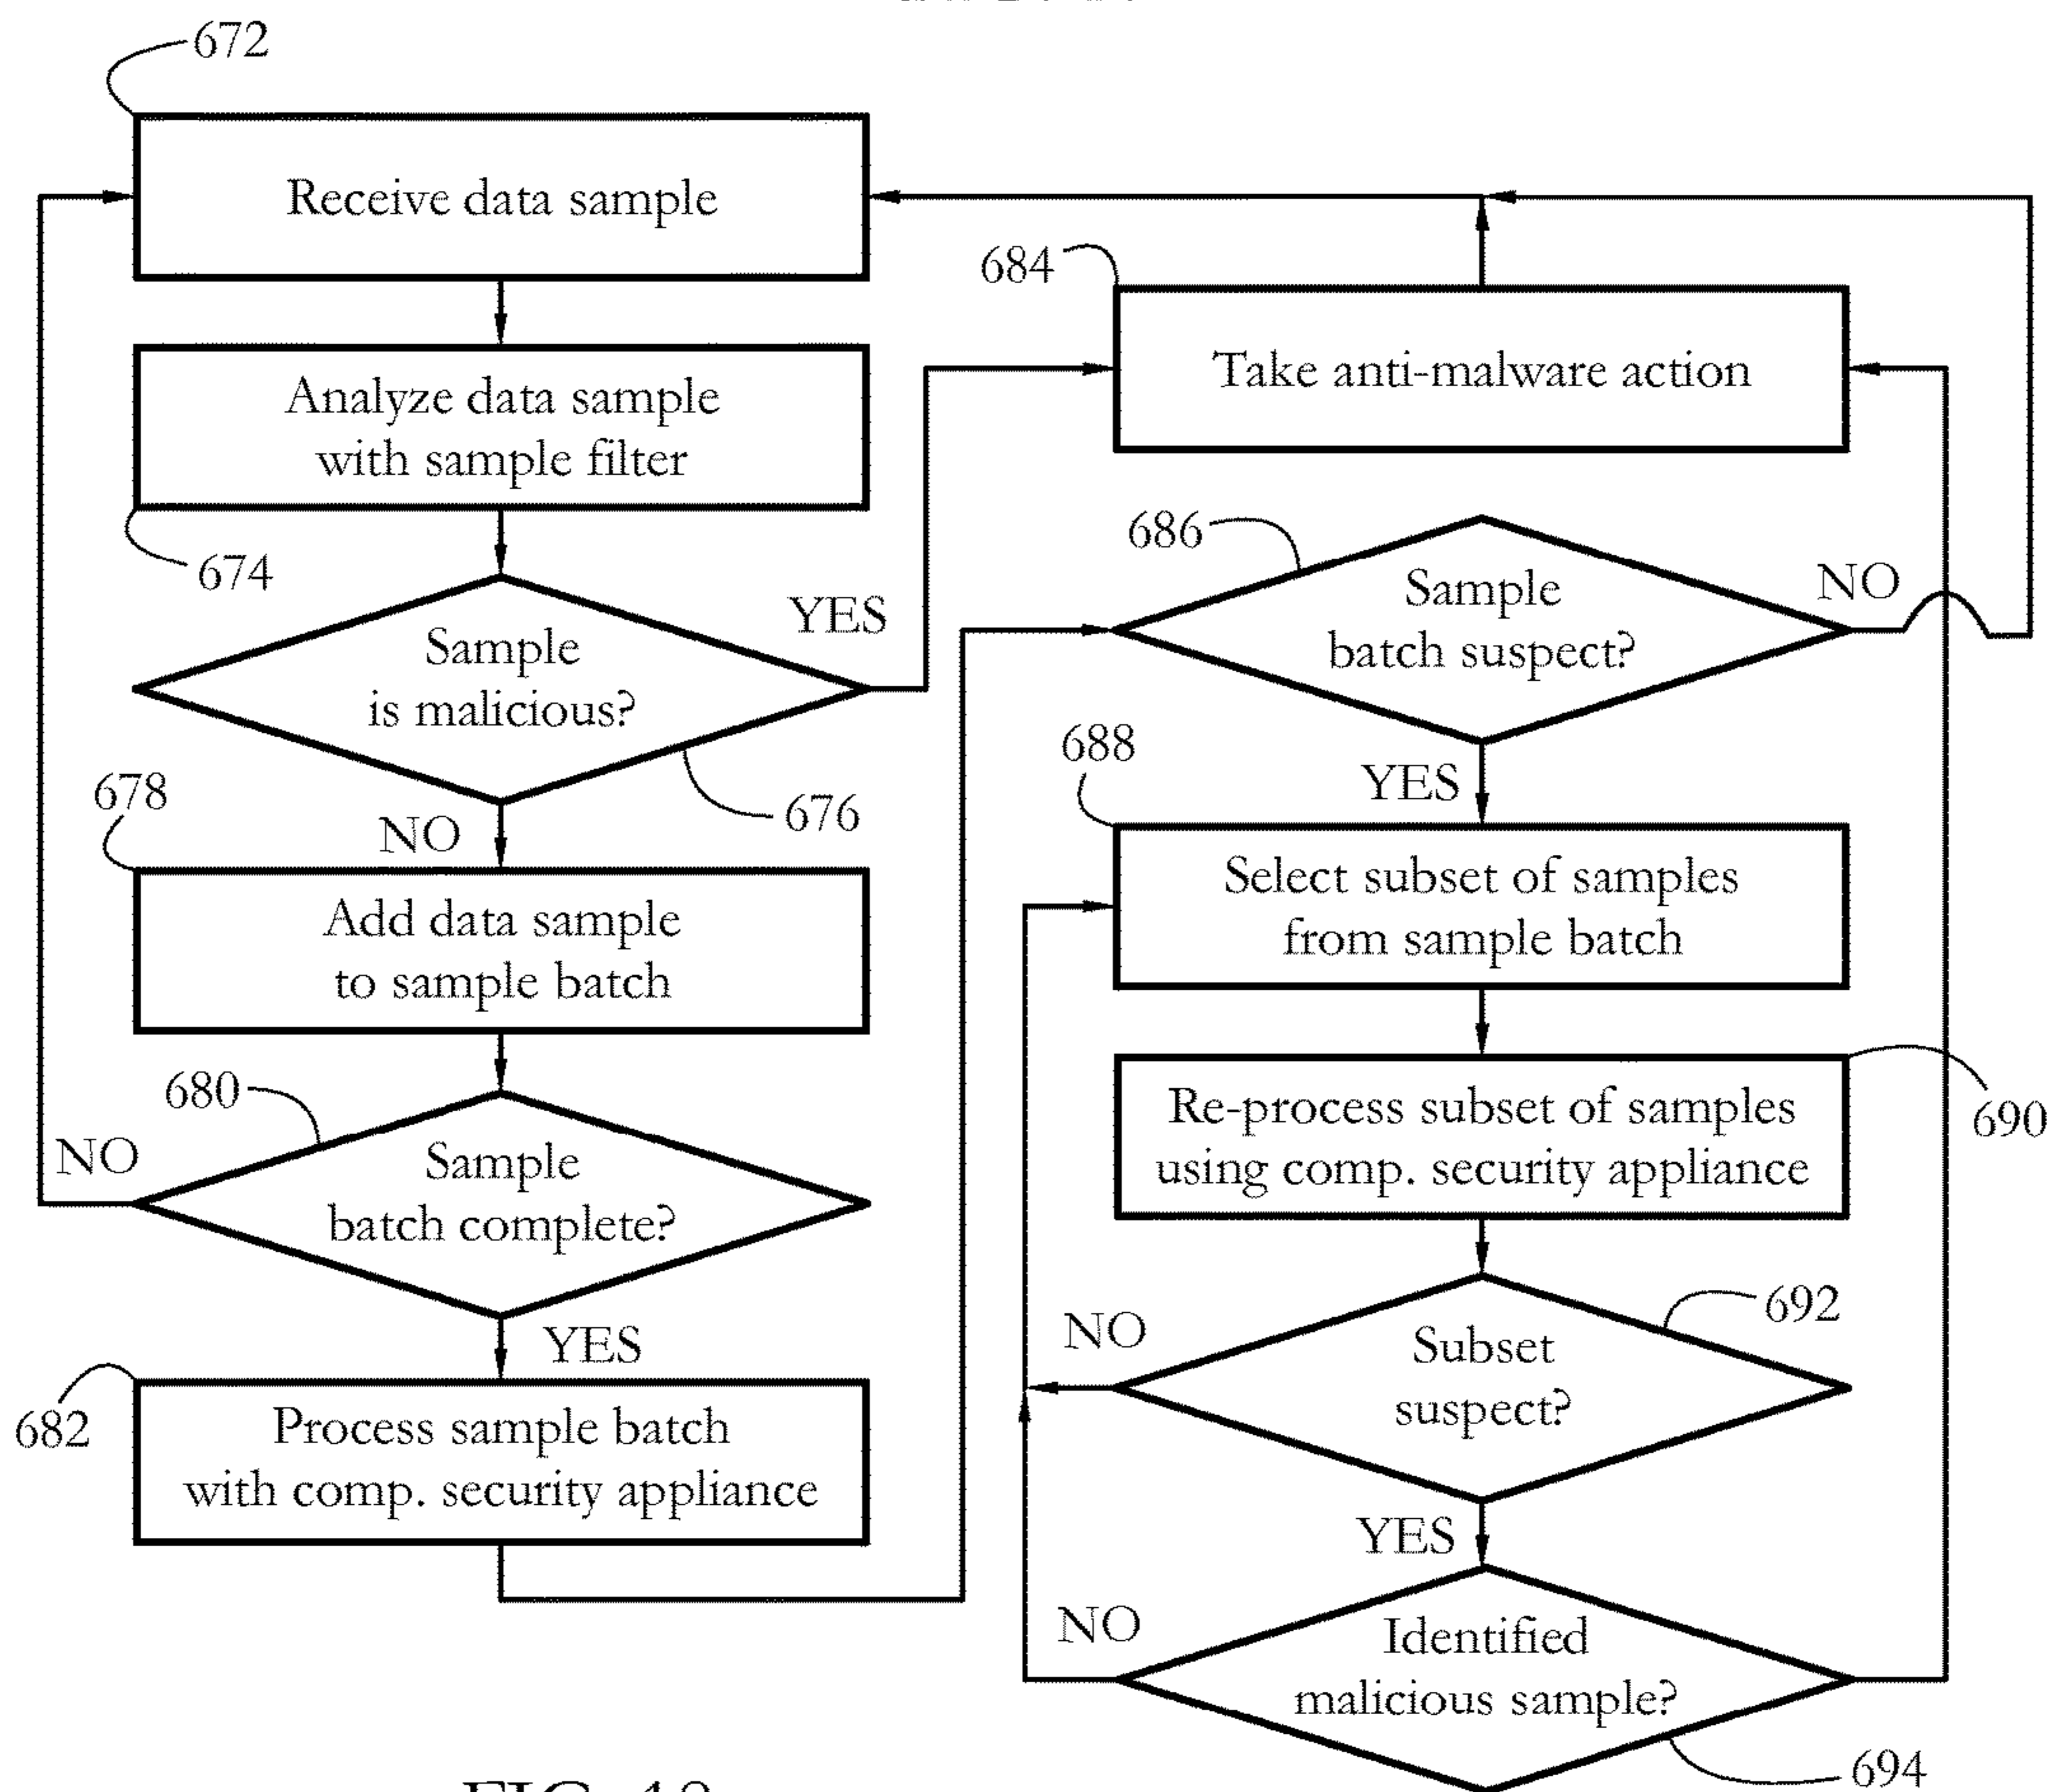 672
Receive data sample
Analyze data sample
with sample filter
674
Sample
is malicious?
YES
676
NO
678
Add data sample
to sample batch
680
Sample
batch complete?
NO
YES
682
Process sample batch
with comp. security appliance
684
Take anti-malware action
686
Sample
batch suspect?
NO
YES
688
Select subset of samples
from sample batch
Re-process subset of samples
using comp. security appliance
690
692
Subset
suspect?
NO
YES
Identified
malicious sample?
NO
694